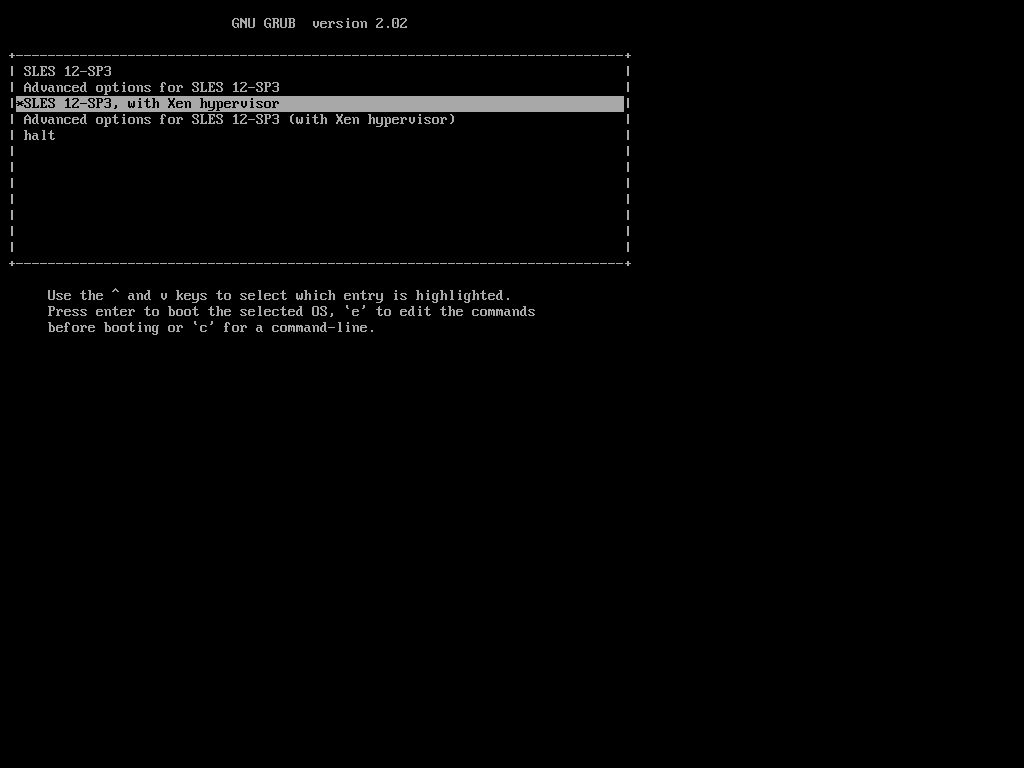 GNU GRUB  version 2.02
SLES 12-SP3
Advanced options for SLES 12-SP3
*SLES 12-SP3, with Xen hypervisor
Advanced options for SLES 12-SP3 (with Xen hypervisor)
halt
Use the ^ and v keys to select which entry is highlighted.
Press enter to boot the selected OS, `e' to edit the commands
before booting or `c' for a command-line.